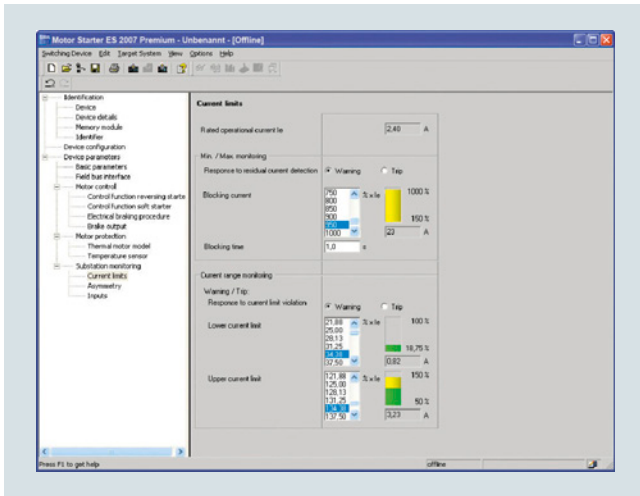 Motor Starter ES 2007 Premium - Unbenannt - [Offline]
Switching Device Edit Target System View Options Help
Identification
Device
Device details
Memory module
Identifier
Device configuration
Device parameters
Basic parameters
Field bus interface
Motor control
Control function reversing starte
Control function soft starter
Electrical braking procedure
Brake output
Motor protection
Thermal motor model
Temperature sensor
Substation monitoring
Current limits
Asymmetry
Inputs
Current limits
Rated operational current Ie 2,40 A
Min. / Max. monitoring
Response to residual current detection Warning Trip
Blocking current
750
800
850
900
950
1000
% x Ie
1000 %
150 %
23 A
Blocking time 1,0 s
Current range monitoring
Warning / Trip:
Response to current limit violation Warning Trip
Lower current limit
21,88
25,00
28,13
31,25
34,38
37,50
% x Ie
100 %
18,75 %
0,82 A
Upper current limit
121,88
125,00
128,13
131,25
134,38
137,50
% x Ie
150 %
50 %
3,23 A
Press F1 to get help
offline